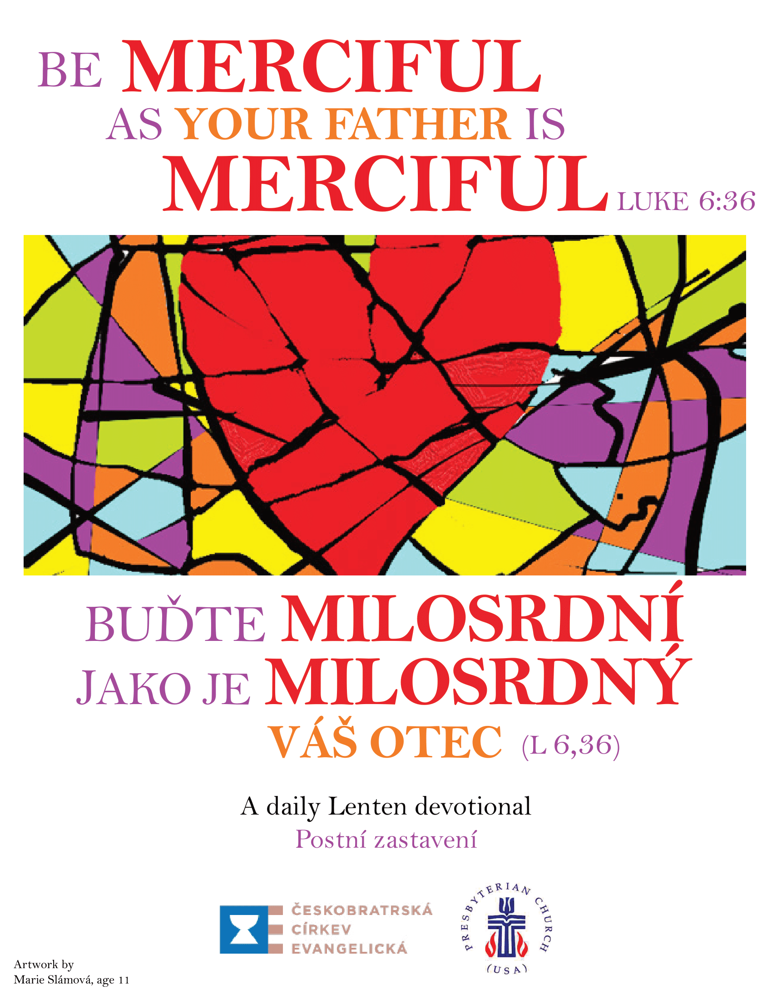 BE MERCIFUL
AS YOUR FATHER IS
MERCIFUL LUKE 6:36
BUĎTE MILOSRDNÍ
JAKO JE MILOSRDNÝ
VÁŠ OTEC (L 6,36)
A daily Lenten devotional
Postní zastavení
ČESKOBRATRSKÁ
CÍRKEV
EVANGELICKÁ
PRESBYTERIAN CHURCH
(USA)
Artwork by
Marie Slámová, age 11